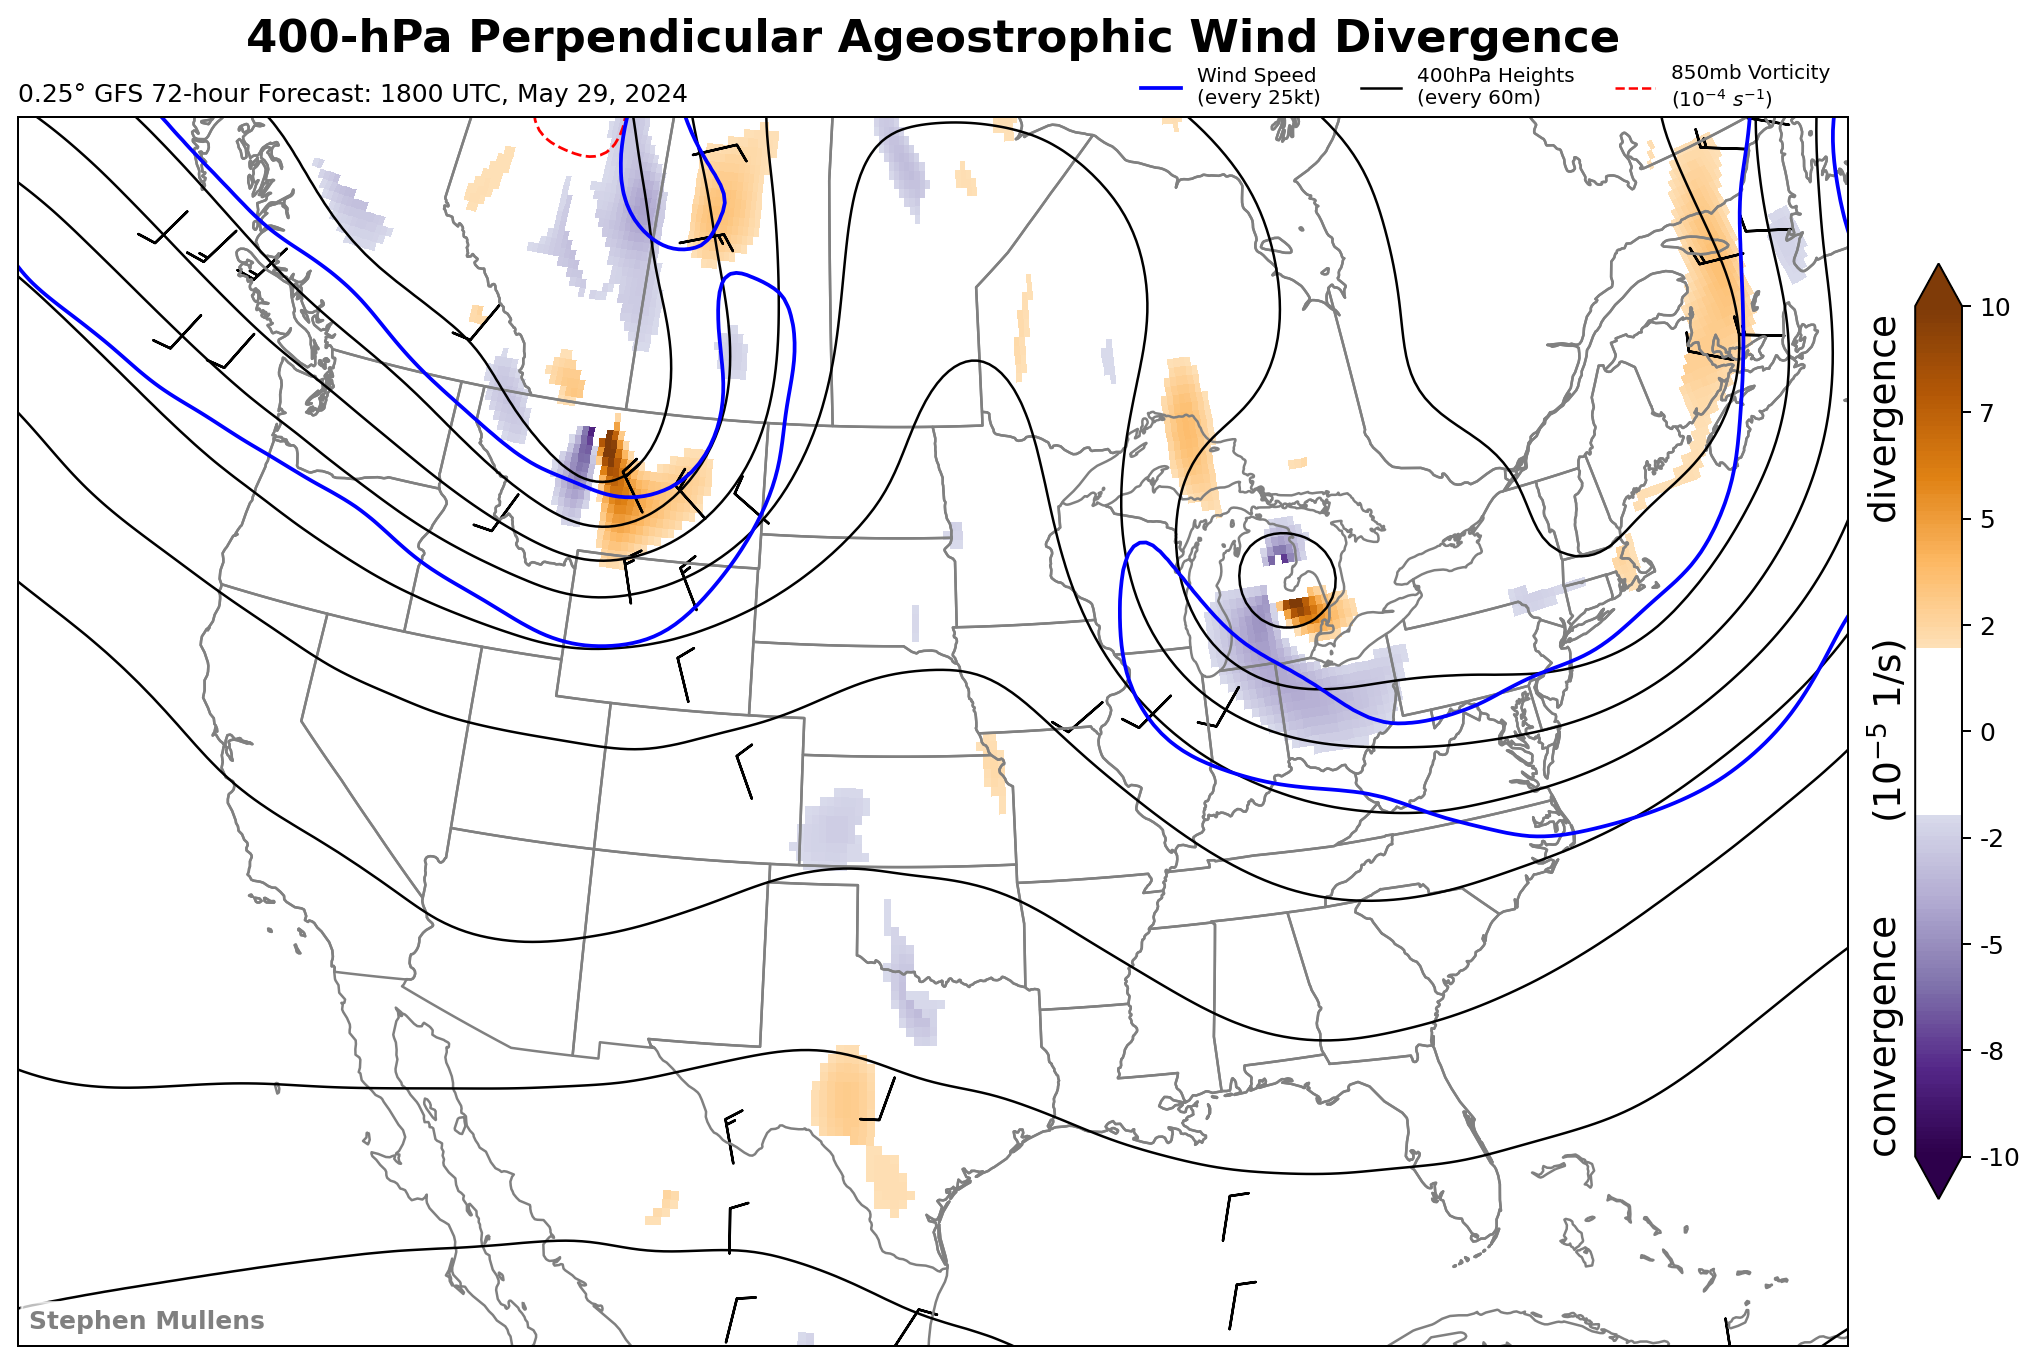 400-hPa Perpendicular Ageostrophic Wind Divergence
0.25° GFS 72-hour Forecast: 1800 UTC, May 29, 2024
Wind Speed
(every 25kt)
400hPa Heights
(every 60m)
850mb Vorticity
(10⁻⁴ s⁻¹)
10
7
5
2
0
-2
-5
-8
-10
convergence (10⁻⁵ 1/s) divergence
Stephen Mullens